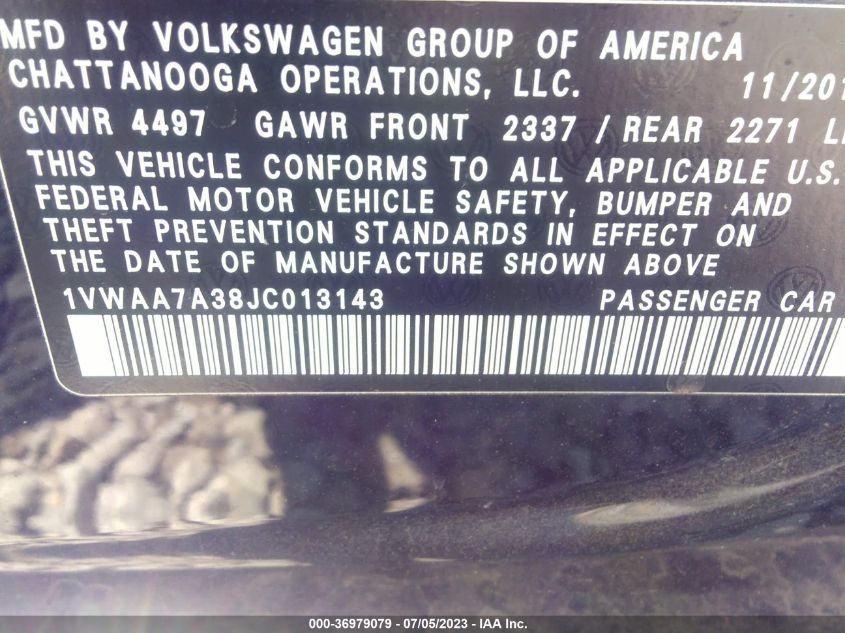 MFD BY VOLKSWAGEN GROUP OF AMERICA
CHATTANOOGA OPERATIONS, LLC. 11/201
GVWR 4497 GAWR FRONT 2337 / REAR 2271
THIS VEHICLE CONFORMS TO ALL APPLICABLE U.S.
FEDERAL MOTOR VEHICLE SAFETY, BUMPER AND
THEFT PREVENTION STANDARDS IN EFFECT ON
THE DATE OF MANUFACTURE SHOWN ABOVE
1VWAA7A38JC013143 PASSENGER CAR
000-36979079 - 07/05/2023 - © IAA Inc.